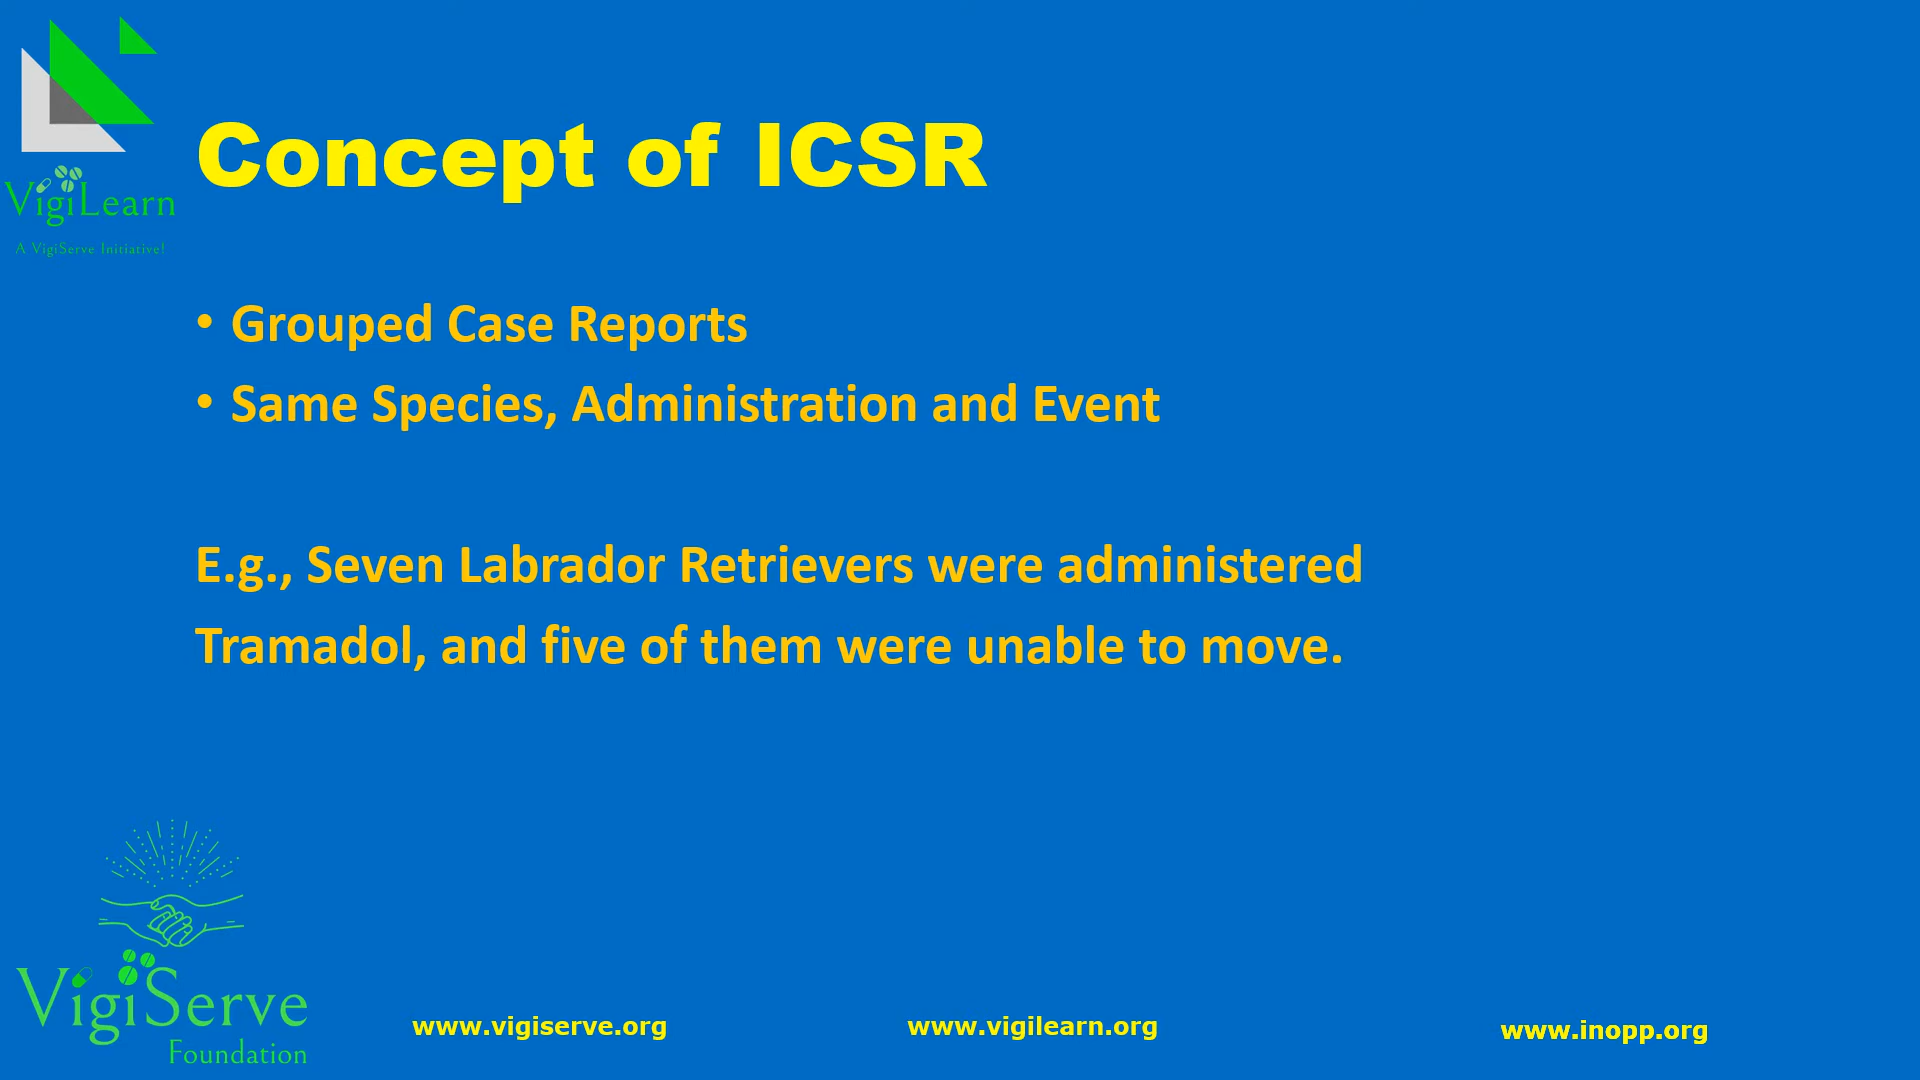 Concept of ICSR
VigiLearn
A VigiServe Initiative!
• Grouped Case Reports
• Same Species, Administration and Event
E.g., Seven Labrador Retrievers were administered
Tramadol, and five of them were unable to move.
VigiServe
Foundation
www.vigiserve.org
www.vigilearn.org
www.inopp.org